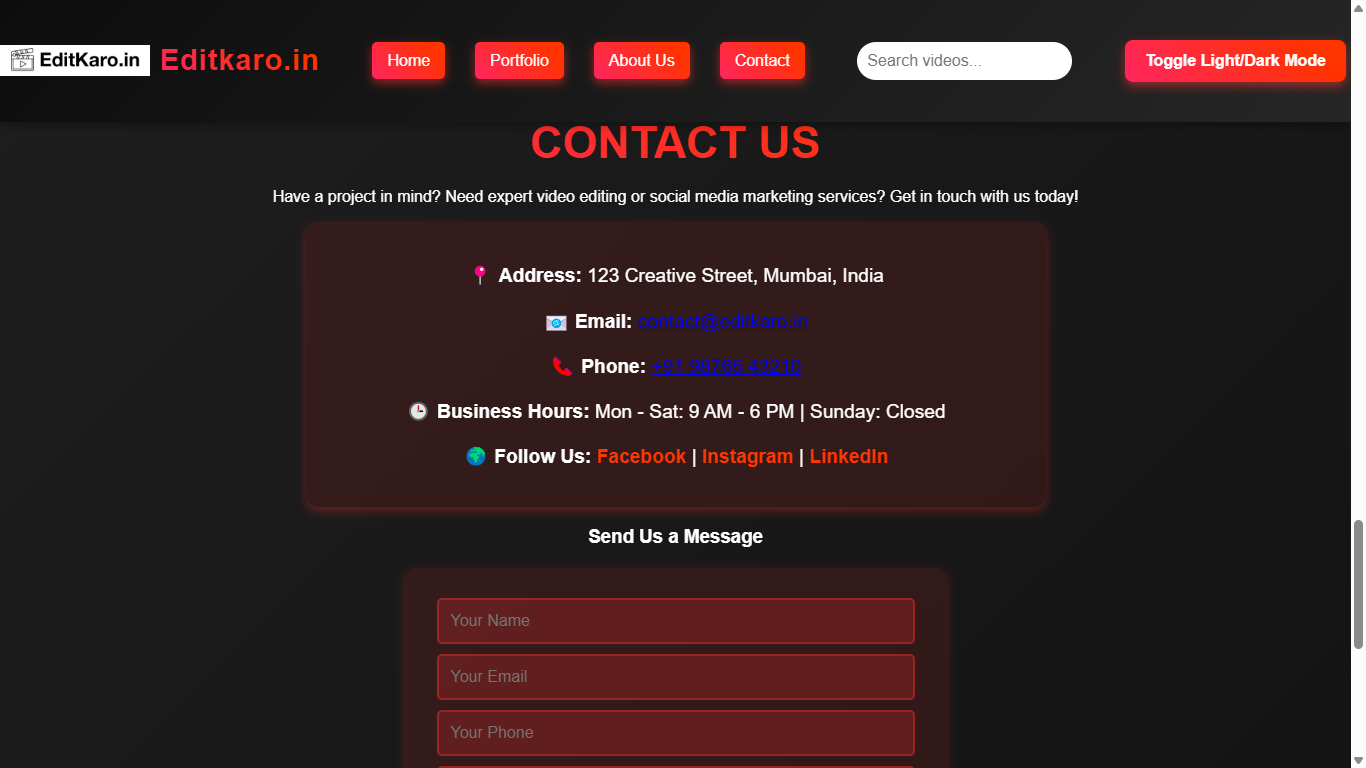 EditKaro.in
Editkaro.in
Home
Portfolio
About Us
Contact
Search videos...
Toggle Light/Dark Mode
CONTACT US
Have a project in mind? Need expert video editing or social media marketing services? Get in touch with us today!
Address: 123 Creative Street, Mumbai, India
Email: contact@editkaro.in
Phone: +91 98765 43210
Business Hours: Mon - Sat: 9 AM - 6 PM | Sunday: Closed
Follow Us: Facebook | Instagram | LinkedIn
Send Us a Message
Your Name
Your Email
Your Phone